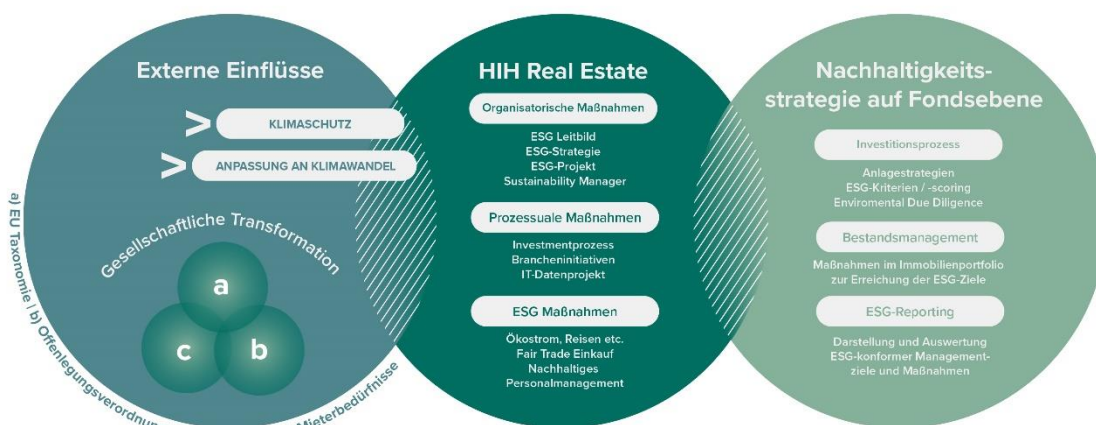 Externe Einflüsse
> KLIMASCHUTZ
> ANPASSUNG AN KLIMAWANDEL
Gesellschaftliche Transformation
a
c
b
a) EU Taxonomie | b) Offenlegungsverordnun
Mieterbedürfnisse
HIH Real Estate
Organisatorische Maßnahmen
ESG Leitbild
ESG-Strategie
ESG-Projekt
Sustainability Manager
Prozessuale Maßnahmen
Investmentprozess
Brancheninitiativen
IT-Datenprojekt
ESG Maßnahmen
Ökostrom, Reisen etc.
Fair Trade Einkauf
Nachhaltiges
Personalmanagement
Nachhaltigkeits-
strategie auf Fondsebene
Investitionsprozess
Anlagestrategien
ESG-Kriterien / -scoring
Enviromental Due Diligence
Bestandsmanagement
Maßnahmen im Immobilienportfolio
zur Erreichung der ESG-Ziele
ESG-Reporting
Darstellung und Auswertung
ESG-konformer Management-
ziele und Maßnahmen